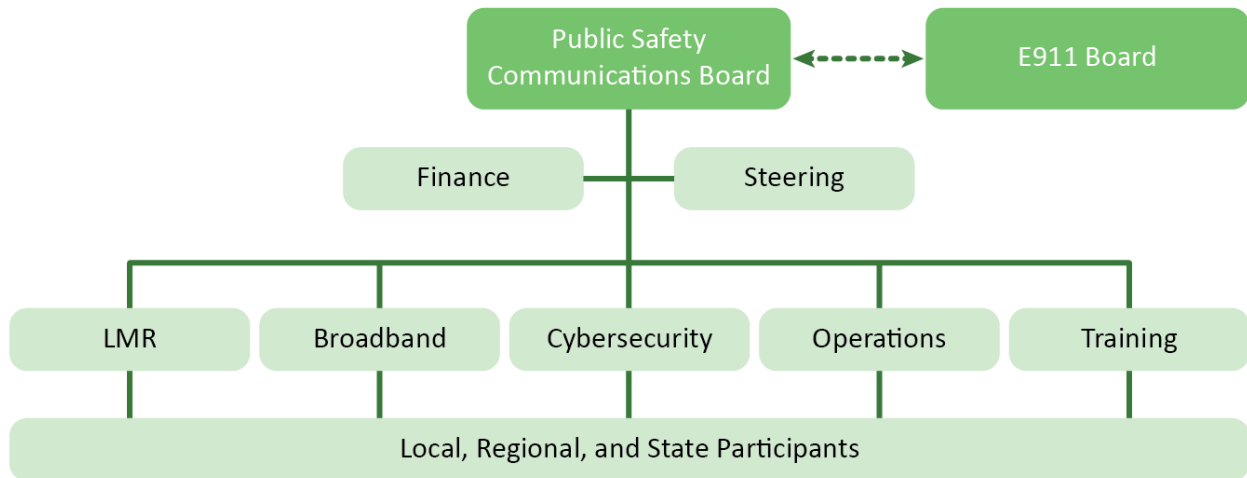 Public Safety
Communications Board
E911 Board
Finance
Steering
LMR
Broadband
Cybersecurity
Operations
Training
Local, Regional, and State Participants